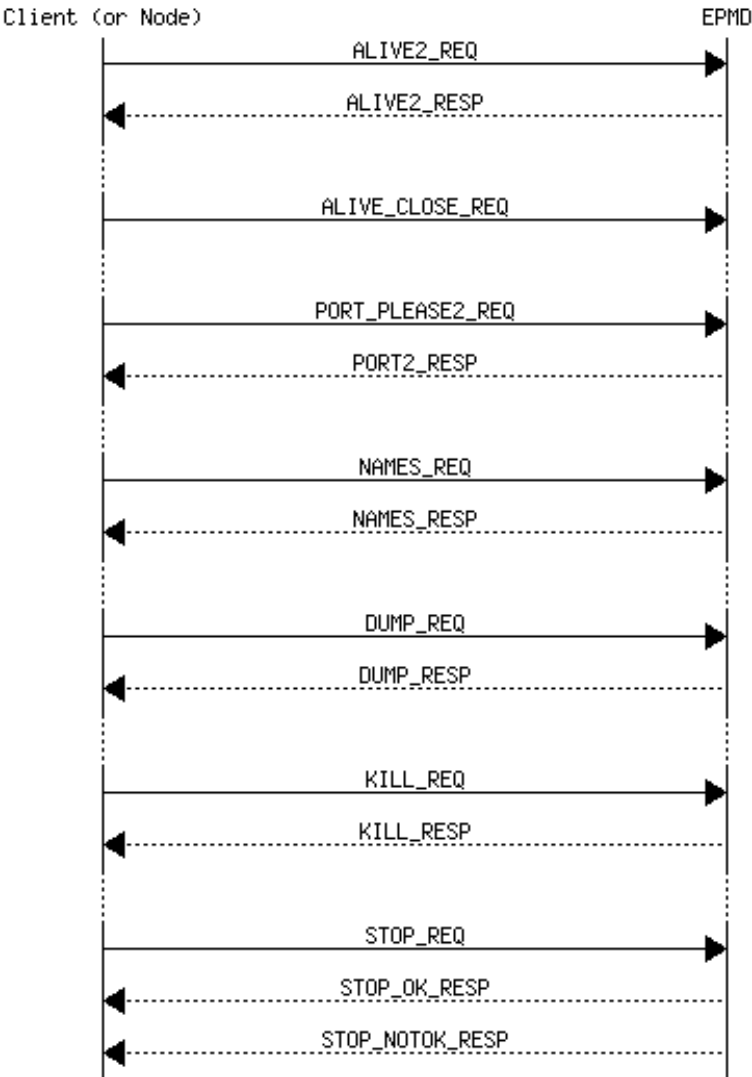 Client (or Node) EPMD
ALIVE2_REQ
ALIVE2_RESP
ALIVE_CLOSE_REQ
PORT_PLEASE2_REQ
PORT2_RESP
NAMES_REQ
NAMES_RESP
DUMP_REQ
DUMP_RESP
KILL_REQ
KILL_RESP
STOP_REQ
STOP_OK_RESP
STOP_NOTOK_RESP